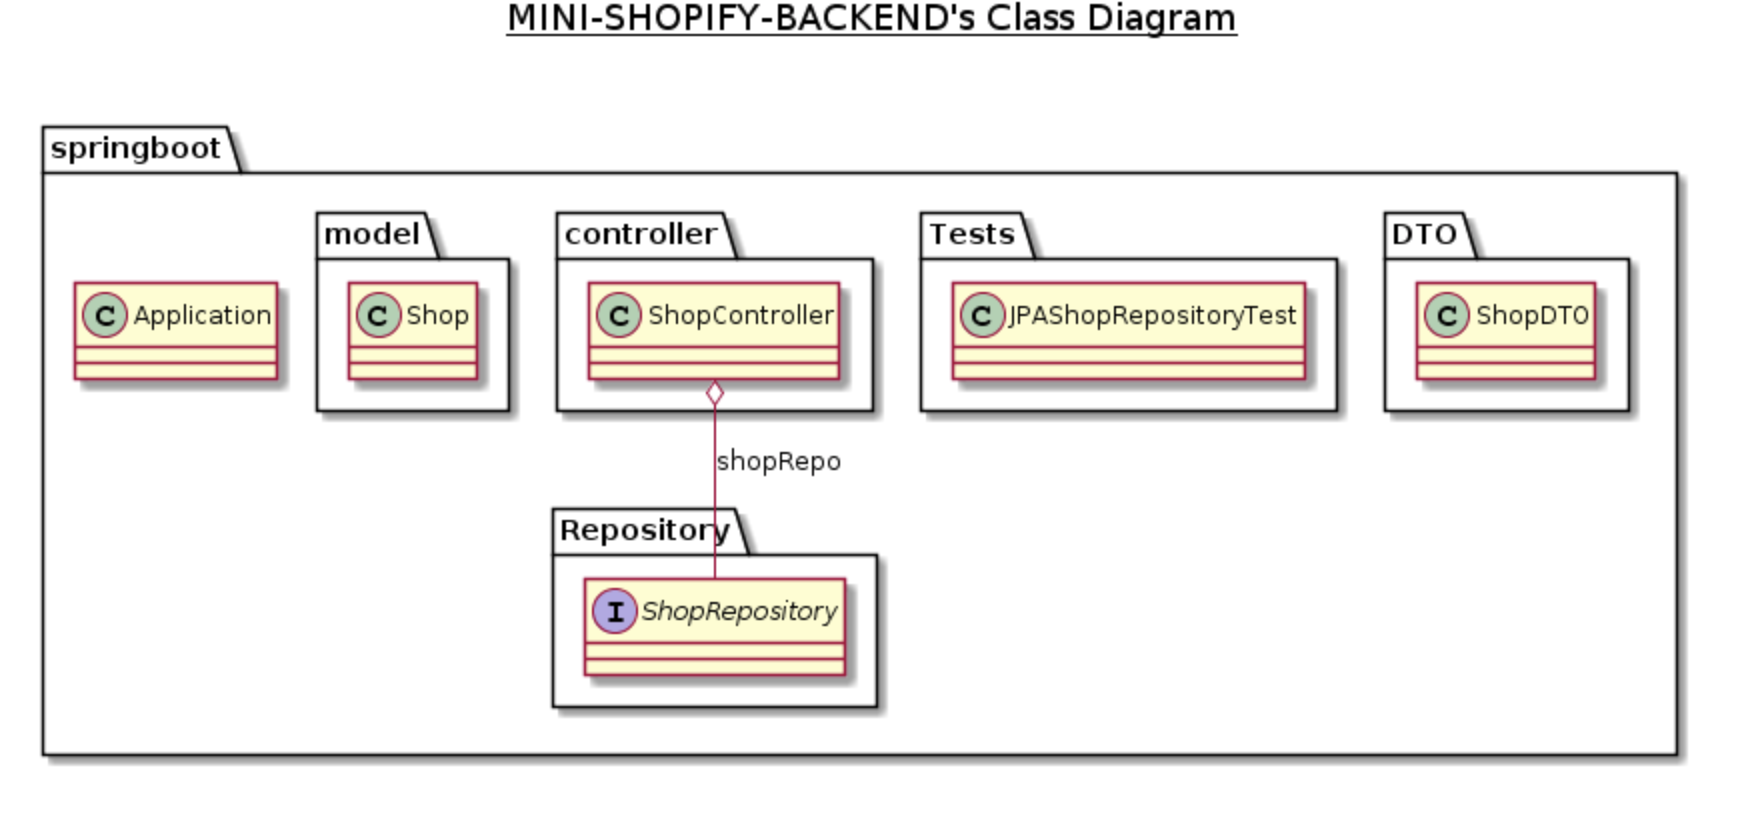 MINI-SHOPIFY-BACKEND's Class Diagram
springboot
model
controller
Tests
DTO
C Application
C Shop
C ShopController
C JPAShopRepositoryTest
C ShopDTO
shopRepo
Repository
I ShopRepository